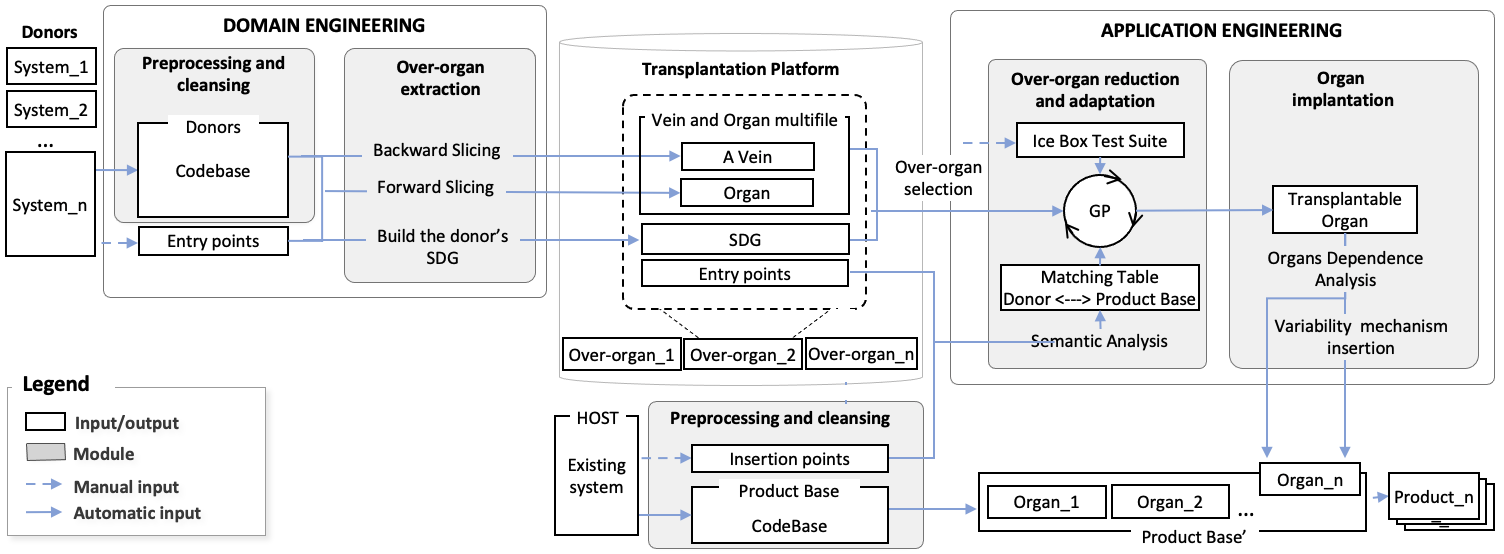 DOMAIN ENGINEERING
Donors
System_1
System_2
...
System_n
Preprocessing and
cleansing
Donors
Codebase
Entry points
Over-organ
extraction
Backward Slicing
Forward Slicing
Build the donor's
SDG
Transplantation Platform
Vein and Organ multifile
A Vein
Organ
SDG
Entry points
Over-organ_1
Over-organ_2
Over-organ_n
Over-organ
selection
APPLICATION ENGINEERING
Over-organ reduction
and adaptation
Ice Box Test Suite
GP
Matching Table
Donor <---> Product Base
Semantic Analysis
Organ
implantation
Transplantable
Organ
Organs Dependence
Analysis
Variability mechanism
insertion
Legend
Input/output
Module
Manual input
Automatic input
HOST
Existing
system
Preprocessing and cleansing
Insertion points
Product Base
CodeBase
Organ_1
Organ_2
...
Organ_n
Product Base'
Product_n